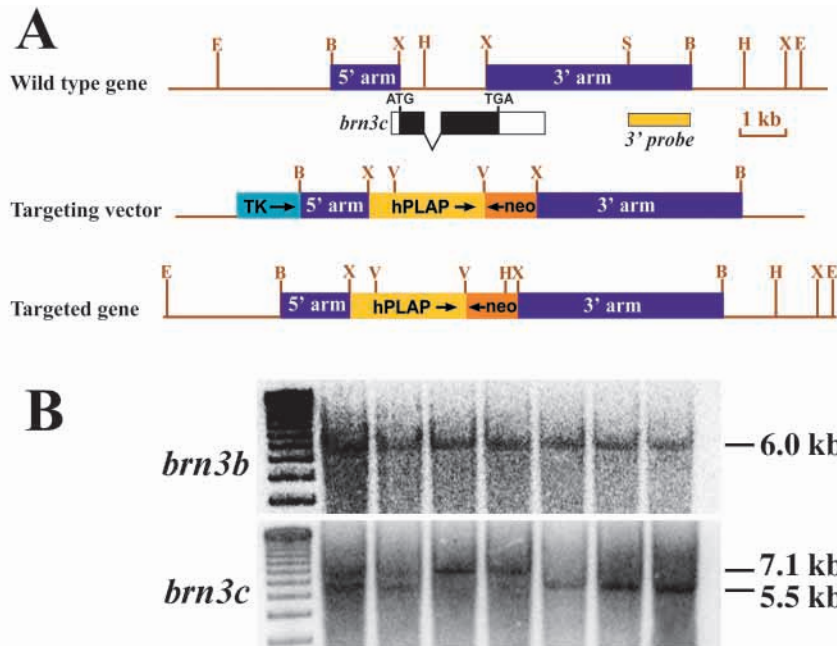 A
E B X H X S B H X E
Wild type gene
5' arm 3' arm
ATG TGA
brn3c
3' probe
1 kb
B X V V X B
Targeting vector
TK→ 5' arm hPLAP → ←neo 3' arm
E B X V V H X B H X E
Targeted gene
5' arm hPLAP → ←neo 3' arm
B
brn3b
6.0 kb
brn3c
7.1 kb
5.5 kb